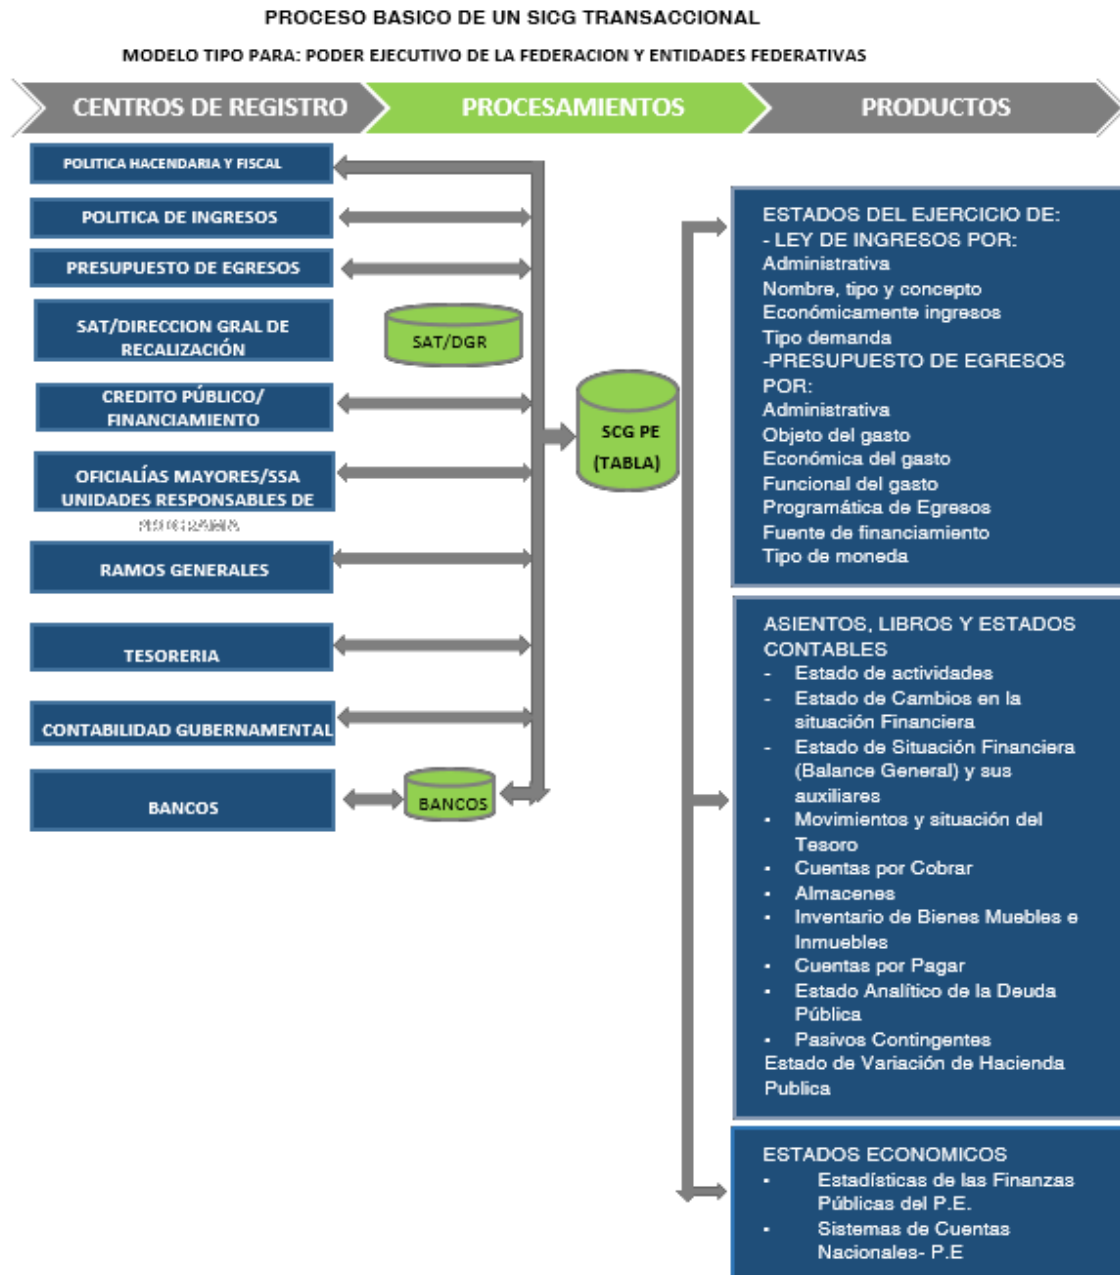 PROCESO BASICO DE UN SICG TRANSACCIONAL
MODELO TIPO PARA: PODER EJECUTIVO DE LA FEDERACION Y ENTIDADES FEDERATIVAS
CENTROS DE REGISTRO
PROCESAMIENTOS
PRODUCTOS
POLITICA HACENDARIA Y FISCAL
POLITICA DE INGRESOS
PRESUPUESTO DE EGRESOS
SAT/DIRECCION GRAL DE
RECALIZACIÓN
CREDITO PÚBLICO/
FINANCIAMIENTO
OFICIALÍAS MAYORES/SSA
UNIDADES RESPONSABLES DE
RAMOS GENERALES
TESORERIA
CONTABILIDAD GUBERNAMENTAL
BANCOS
SAT/DGR
BANCOS
SCG PE
(TABLA)
ESTADOS DEL EJERCICIO DE:
- LEY DE INGRESOS POR:
Administrativa
Nombre, tipo y concepto
Económicamente ingresos
Tipo demanda
-PRESUPUESTO DE EGRESOS
POR:
Administrativa
Objeto del gasto
Económica del gasto
Funcional del gasto
Programática de Egresos
Fuente de financiamiento
Tipo de moneda
ASIENTOS, LIBROS Y ESTADOS
CONTABLES
- Estado de actividades
- Estado de Cambios en la
situación Financiera
- Estado de Situación Financiera
(Balance General) y sus
auxiliares
• Movimientos y situación del
Tesoro
• Cuentas por Cobrar
• Almacenes
• Inventario de Bienes Muebles e
Inmuebles
• Cuentas por Pagar
• Estado Analítico de la Deuda
Pública
• Pasivos Contingentes
Estado de Variación de Hacienda
Publica
ESTADOS ECONOMICOS
• Estadísticas de las Finanzas
Públicas del P.E.
• Sistemas de Cuentas
Nacionales- P.E